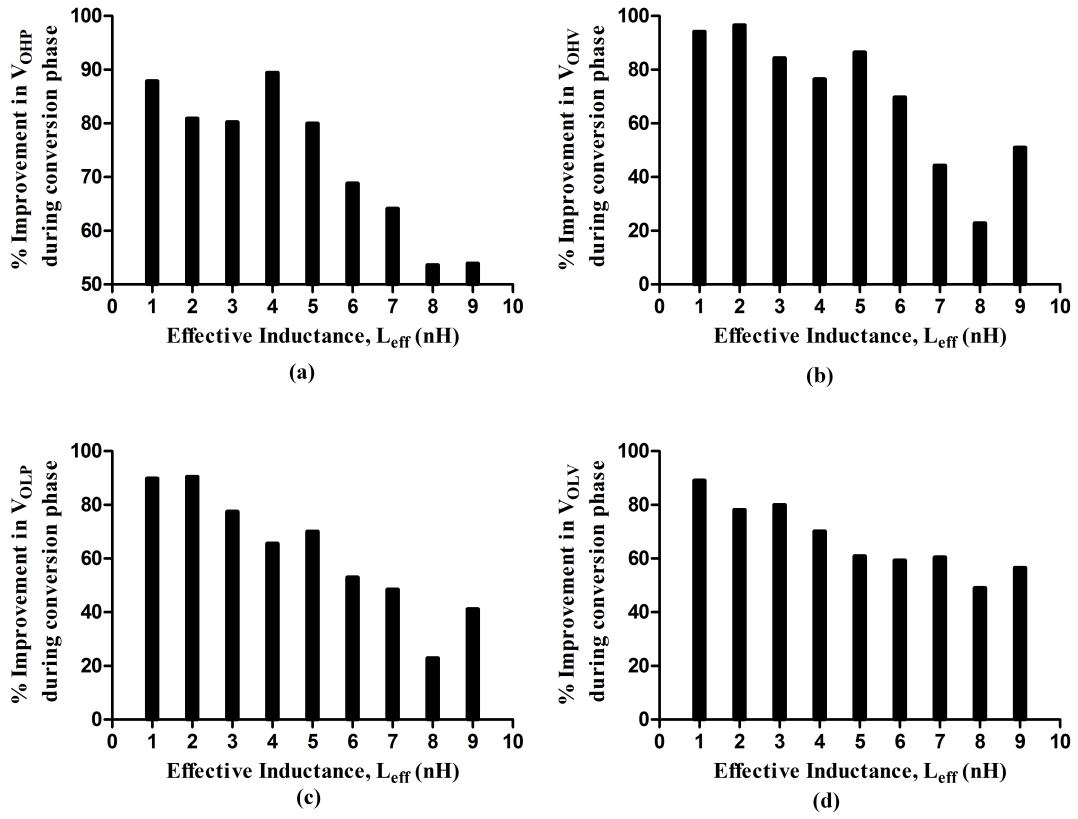 % Improvement in VOHP
during conversion phase
100
90
80
70
60
50
0 1 2 3 4 5 6 7 8 9 10
Effective Inductance, Leff (nH)
(a)
% Improvement in VOHV
during conversion phase
100
80
60
40
20
0
0 1 2 3 4 5 6 7 8 9 10
Effective Inductance, Leff (nH)
(b)
% Improvement in VOLP
during conversion phase
100
80
60
40
20
0
0 1 2 3 4 5 6 7 8 9 10
Effective Inductance, Leff (nH)
(c)
% Improvement in VOLV
during conversion phase
100
80
60
40
20
0
0 1 2 3 4 5 6 7 8 9 10
Effective Inductance, Leff (nH)
(d)